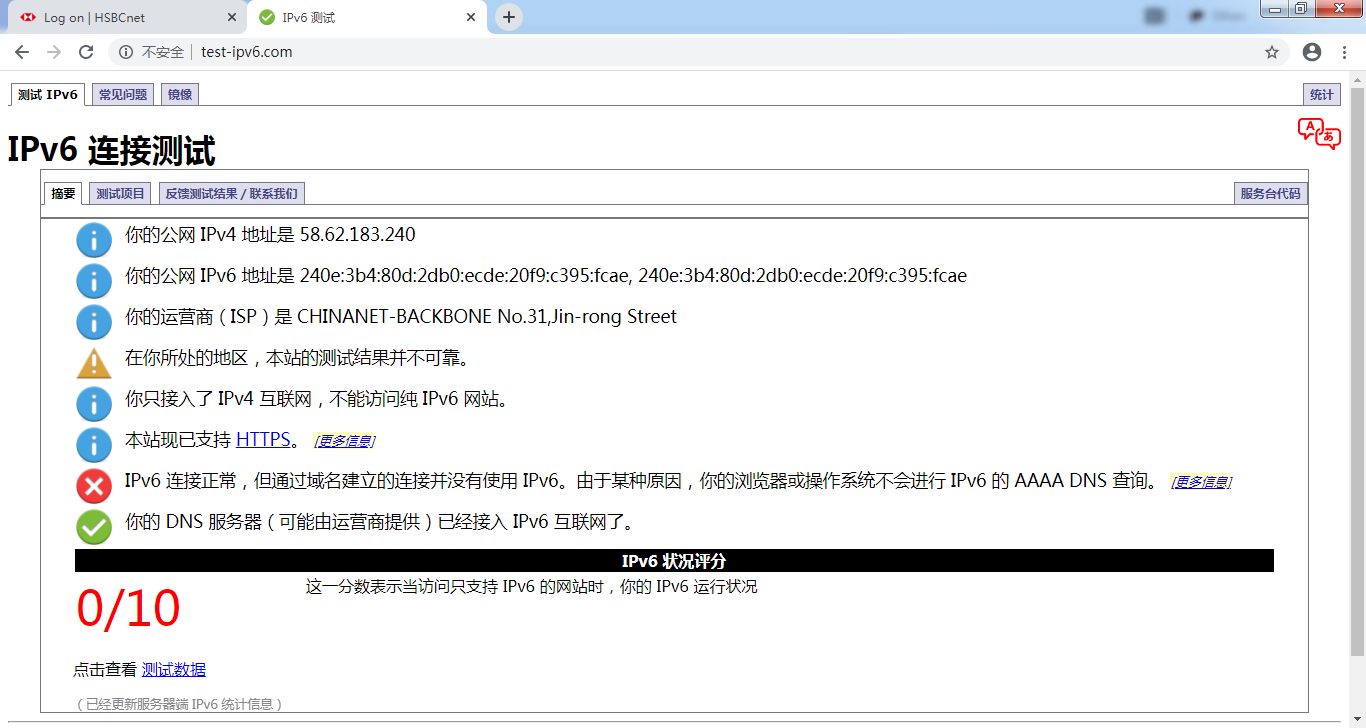 Log on | HSBCnet
IPv6 测试
不安全 test-ipv6.com
测试 IPv6 常见问题 镜像 统计
IPv6 连接测试
摘要 测试项目 反馈测试结果 / 联系我们 服务台代码
你的公网 IPv4 地址是 58.62.183.240
你的公网 IPv6 地址是 240e:3b4:80d:2db0:ecde:20f9:c395:fcae, 240e:3b4:80d:2db0:ecde:20f9:c395:fcae
你的运营商（ISP）是 CHINANET-BACKBONE No.31,Jin-rong Street
在你所处的地区，本站的测试结果并不可靠。
你只接入了 IPv4 互联网，不能访问纯 IPv6 网站。
本站现已支持 HTTPS。 [更多信息]
IPv6 连接正常，但通过域名建立的连接并没有使用 IPv6。由于某种原因，你的浏览器或操作系统不会进行 IPv6 的 AAAA DNS 查询。 [更多信息]
你的 DNS 服务器（可能由运营商提供）已经接入 IPv6 互联网了。
IPv6 状况评分
0/10 这一分数表示当访问只支持 IPv6 的网站时，你的 IPv6 运行状况
点击查看 测试数据
（已经更新服务器端 IPv6 统计信息）